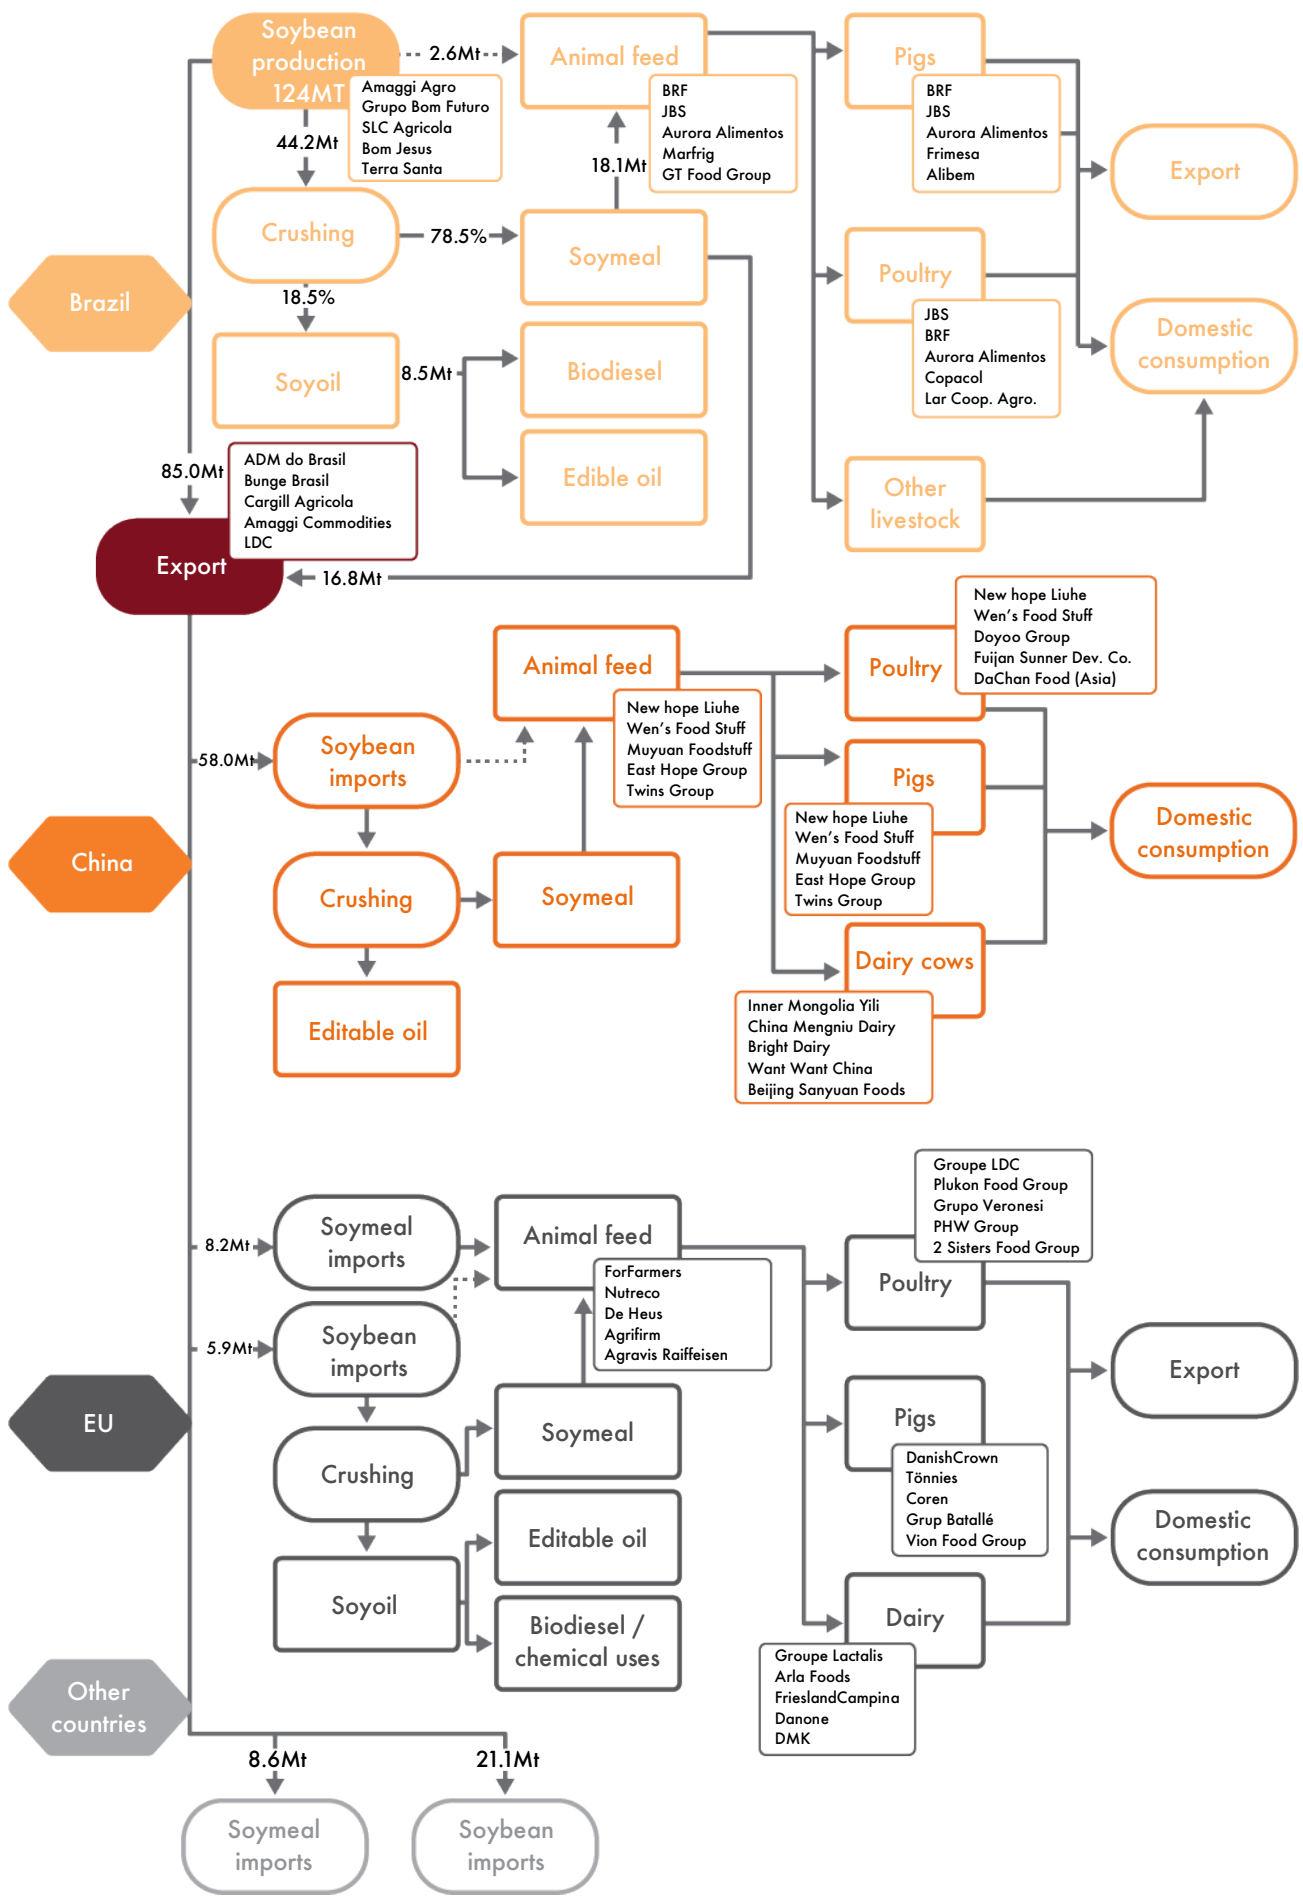 Soybean
production
124MT
2.6Mt
Animal feed
Pigs
Amaggi Agro
Grupo Bom Futuro
SLC Agricola
Bom Jesus
Terra Santa
BRF
JBS
Aurora Alimentos
Marfrig
GT Food Group
BRF
JBS
Aurora Alimentos
Frimesa
Alibem
44.2Mt
18.1Mt
Export
Crushing
78.5%
Soymeal
Poultry
Brazil
18.5%
JBS
BRF
Aurora Alimentos
Copacol
Lar Coop. Agro.
Domestic
consumption
Soyoil
8.5Mt
Biodiesel
Edible oil
Other
livestock
85.0Mt
ADM do Brasil
Bunge Brasil
Cargill Agricola
Amaggi Commodities
LDC
Export
16.8Mt
New hope Liuhe
Wen's Food Stuff
Doyoo Group
Fuijan Sunner Dev. Co.
DaChan Food (Asia)
Animal feed
Poultry
New hope Liuhe
Wen's Food Stuff
Muyuan Foodstuff
East Hope Group
Twins Group
58.0Mt
Soybean
imports
Pigs
New hope Liuhe
Wen's Food Stuff
Muyuan Foodstuff
East Hope Group
Twins Group
Domestic
consumption
China
Crushing
Soymeal
Dairy cows
Inner Mongolia Yili
China Mengniu Dairy
Bright Dairy
Want Want China
Beijing Sanyuan Foods
Editable oil
Groupe LDC
Plukon Food Group
Grupo Veronesi
PHW Group
2 Sisters Food Group
8.2Mt
Soymeal
imports
Animal feed
ForFarmers
Nutreco
De Heus
Agrifirm
Agravis Raiffeisen
Poultry
5.9Mt
Soybean
imports
Export
EU
Crushing
Soymeal
Pigs
DanishCrown
Tönnies
Coren
Grup Batallé
Vion Food Group
Editable oil
Domestic
consumption
Soyoil
Biodiesel /
chemical uses
Dairy
Groupe Lactalis
Arla Foods
FrieslandCampina
Danone
DMK
Other
countries
8.6Mt
21.1Mt
Soymeal
imports
Soybean
imports